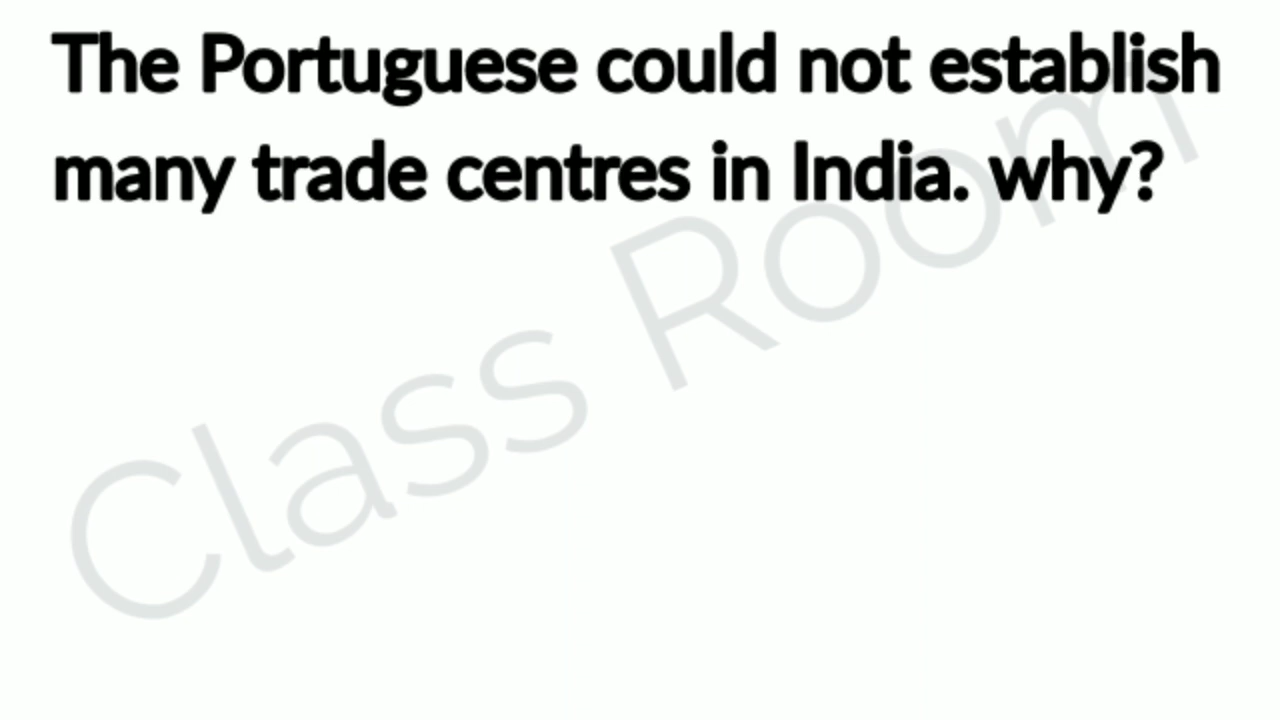 The Portuguese could not establish
many trade centres in India. why?
Class Room